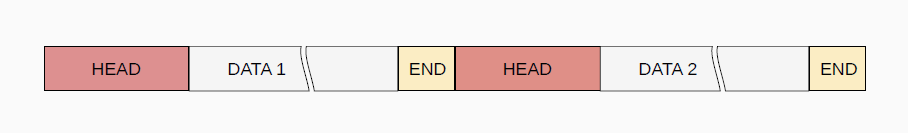 HEAD DATA 1 END HEAD DATA 2 END